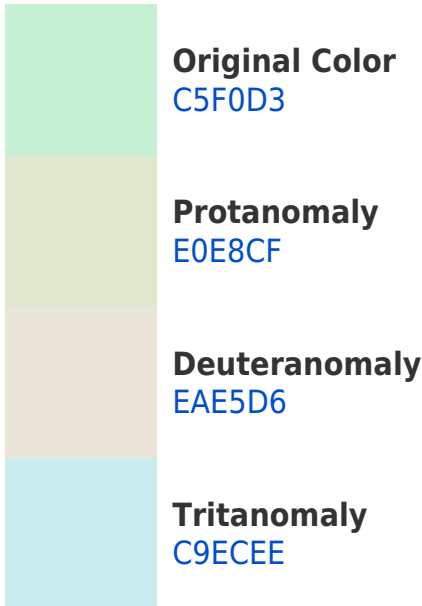 Original Color
C5F0D3
Protanomaly
E0E8CF
Deuteranomaly
EAE5D6
Tritanomaly
C9ECEE